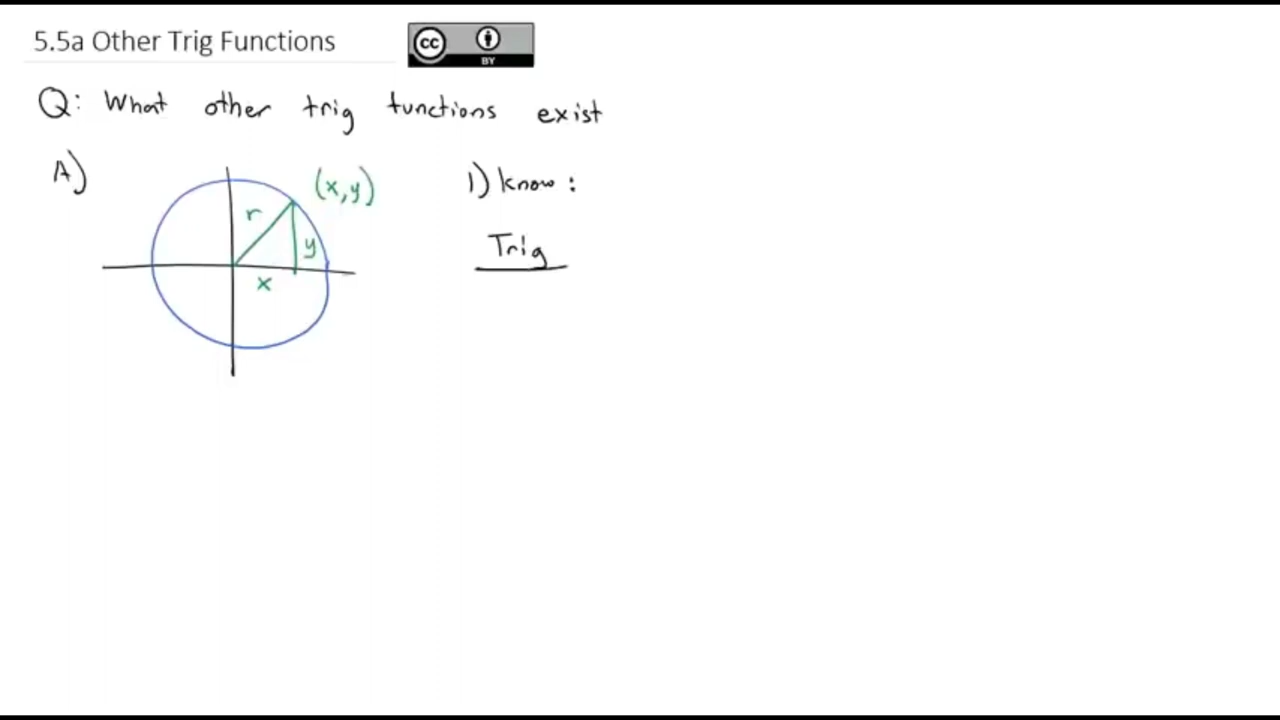 5.5a Other Trig Functions
cc BY
Q: What other trig functions exist
A)
(x,y)
r
y
x
1) know:
Trig